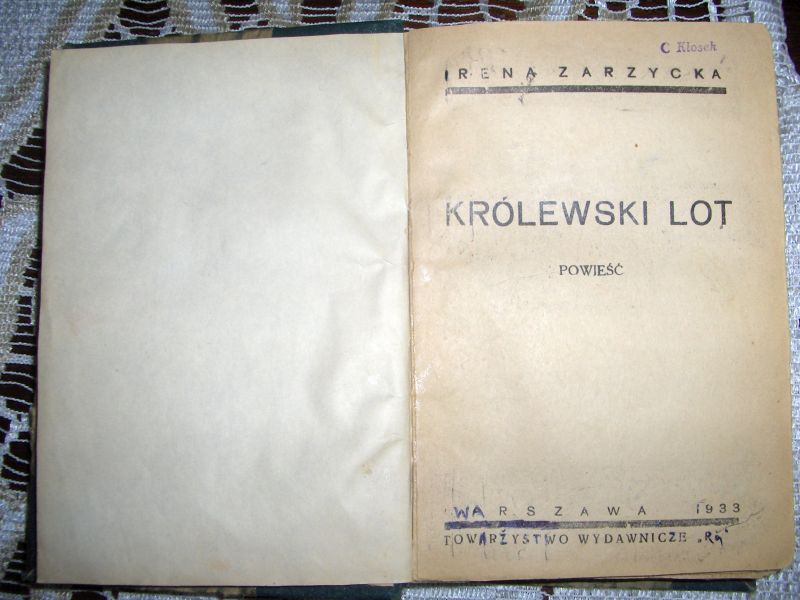 C Kłosek
IRENA ZARZYCKA
KRÓLEWSKI LOT
POWIEŚĆ
WARSZAWA 1933
TOWARZYSTWO WYDAWNICZE „Rój"